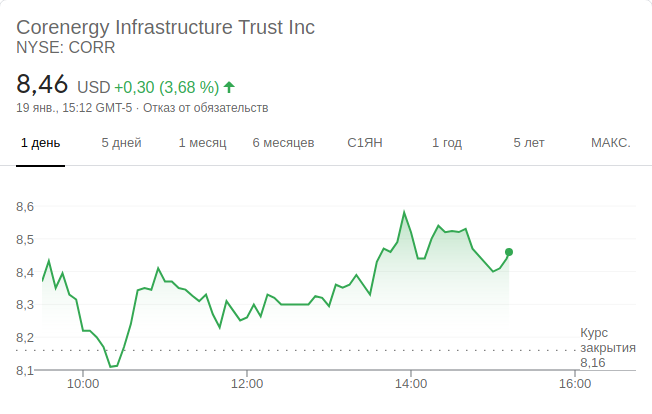 Corenergy Infrastructure Trust Inc
NYSE: CORR
8,46 USD +0,30 (3,68 %)
19 янв., 15:12 GMT-5 · Отказ от обязательств
1 день 5 дней 1 месяц 6 месяцев С1ЯН 1 год 5 лет МАКС.
8,6
8,5
8,4
8,3
8,2
8,1
Курс
закрытия
8,16
10:00 12:00 14:00 16:00